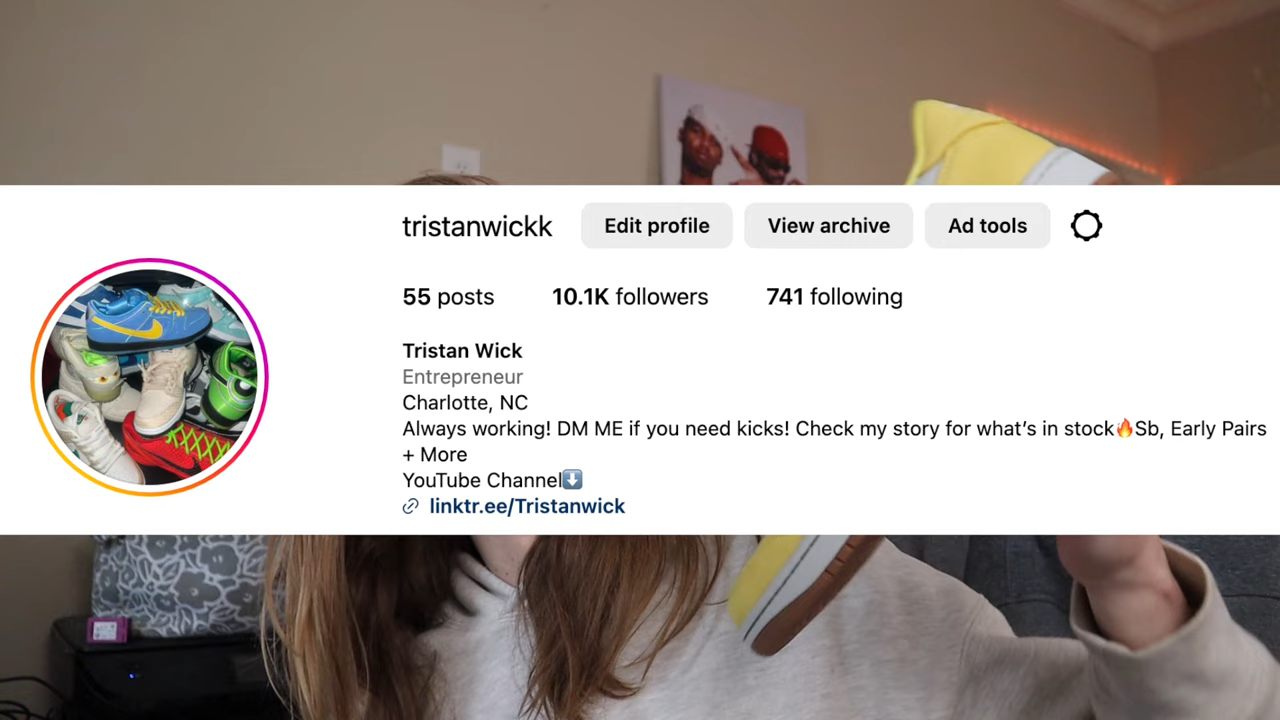 tristanwickk Edit profile View archive Ad tools
55 posts 10.1K followers 741 following
Tristan Wick
Entrepreneur
Charlotte, NC
Always working! DM ME if you need kicks! Check my story for what’s in stock🔥Sb, Early Pairs
+ More
YouTube Channel⬇️
linktr.ee/Tristanwick